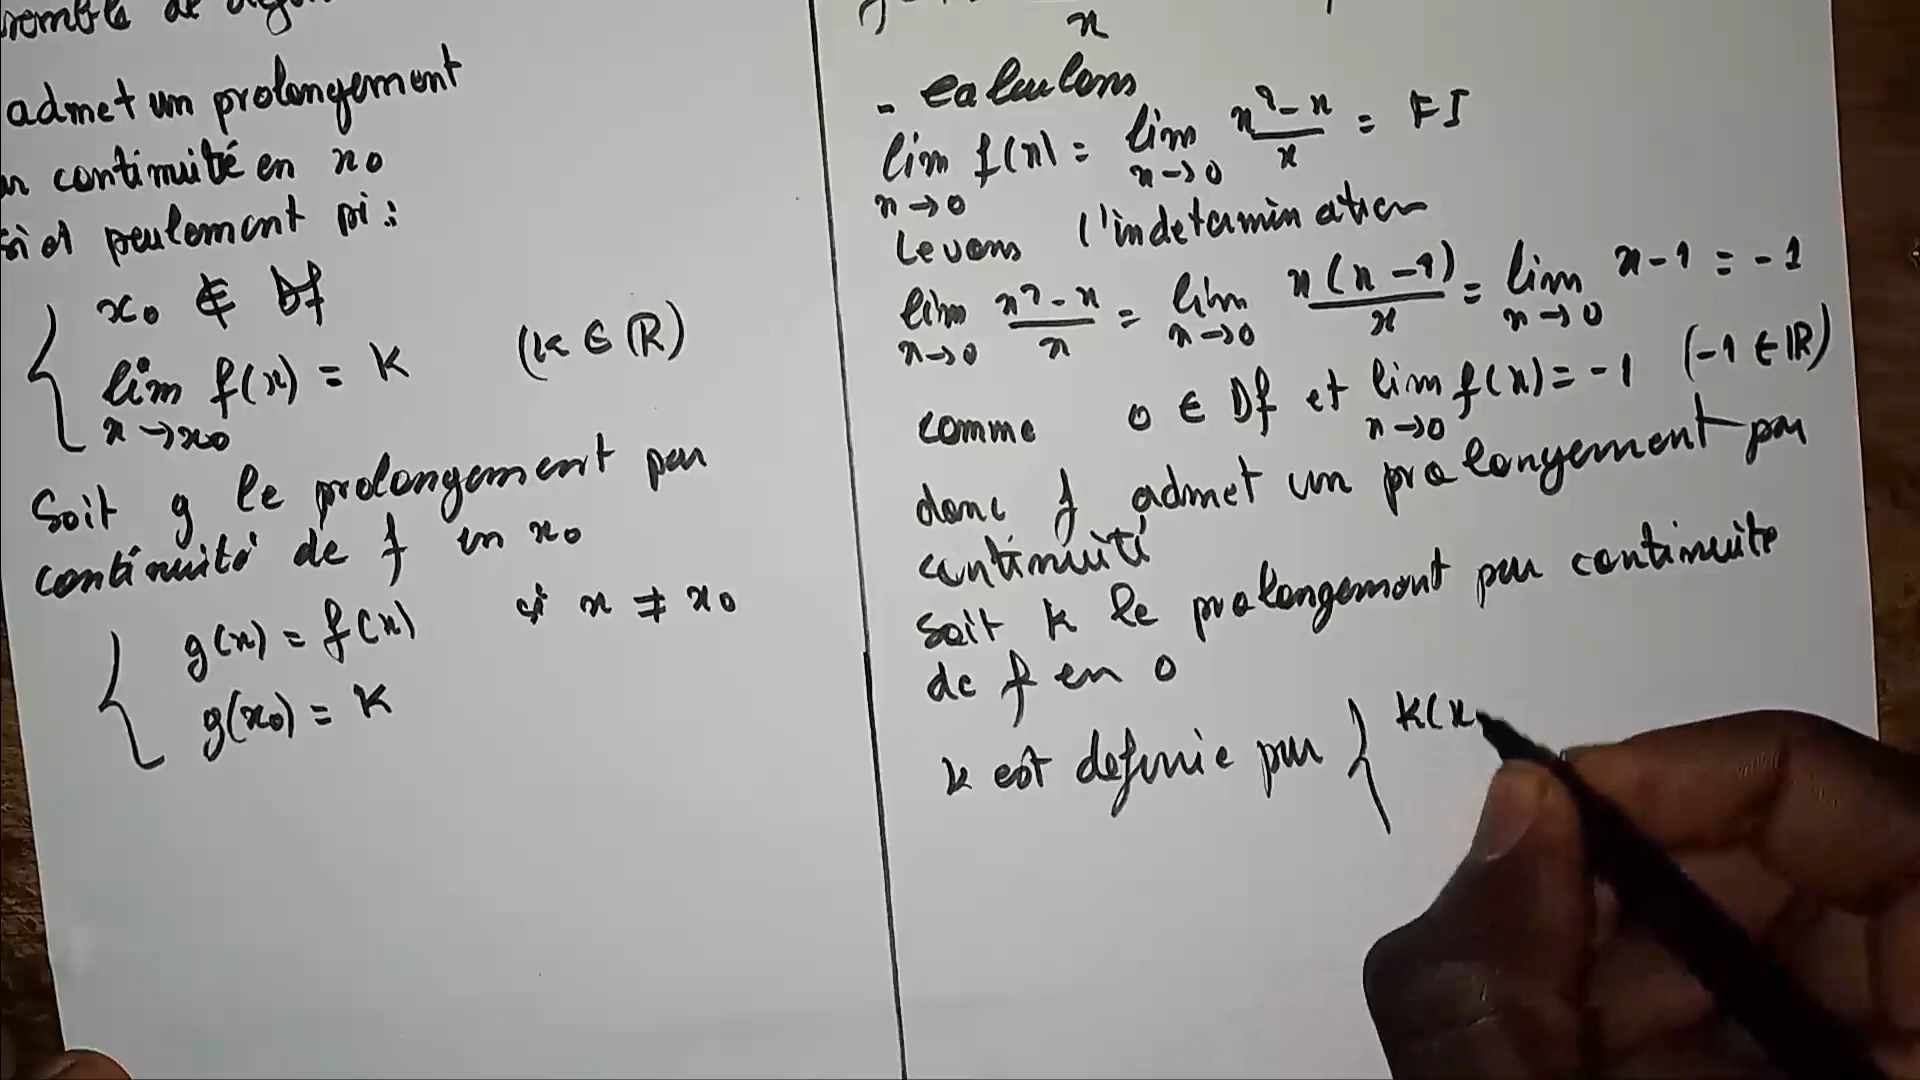 admet un prolongement
continuité en x0
si et seulement si :
x0 ∉ Df
lim f(x) = K (K ∈ ℝ)
x → x0
Soit g le prolongement par
continuité de f en x0
g(x) = f(x) si x ≠ x0
g(x0) = K
x
- calculons
lim f(x) = lim x² - x / x = FI
x → 0 x → 0
Levons l'indetermination
lim x² - x / x = lim x(x - 1) / x = lim x - 1 = -1
x → 0 x → 0 x → 0
comme 0 ∈ Df et lim f(x) = -1 (-1 ∈ ℝ)
x → 0
donc f admet un prolongement par
continuité
Soit k le prolongement par continuite
de f en 0
k est definie par { k(x